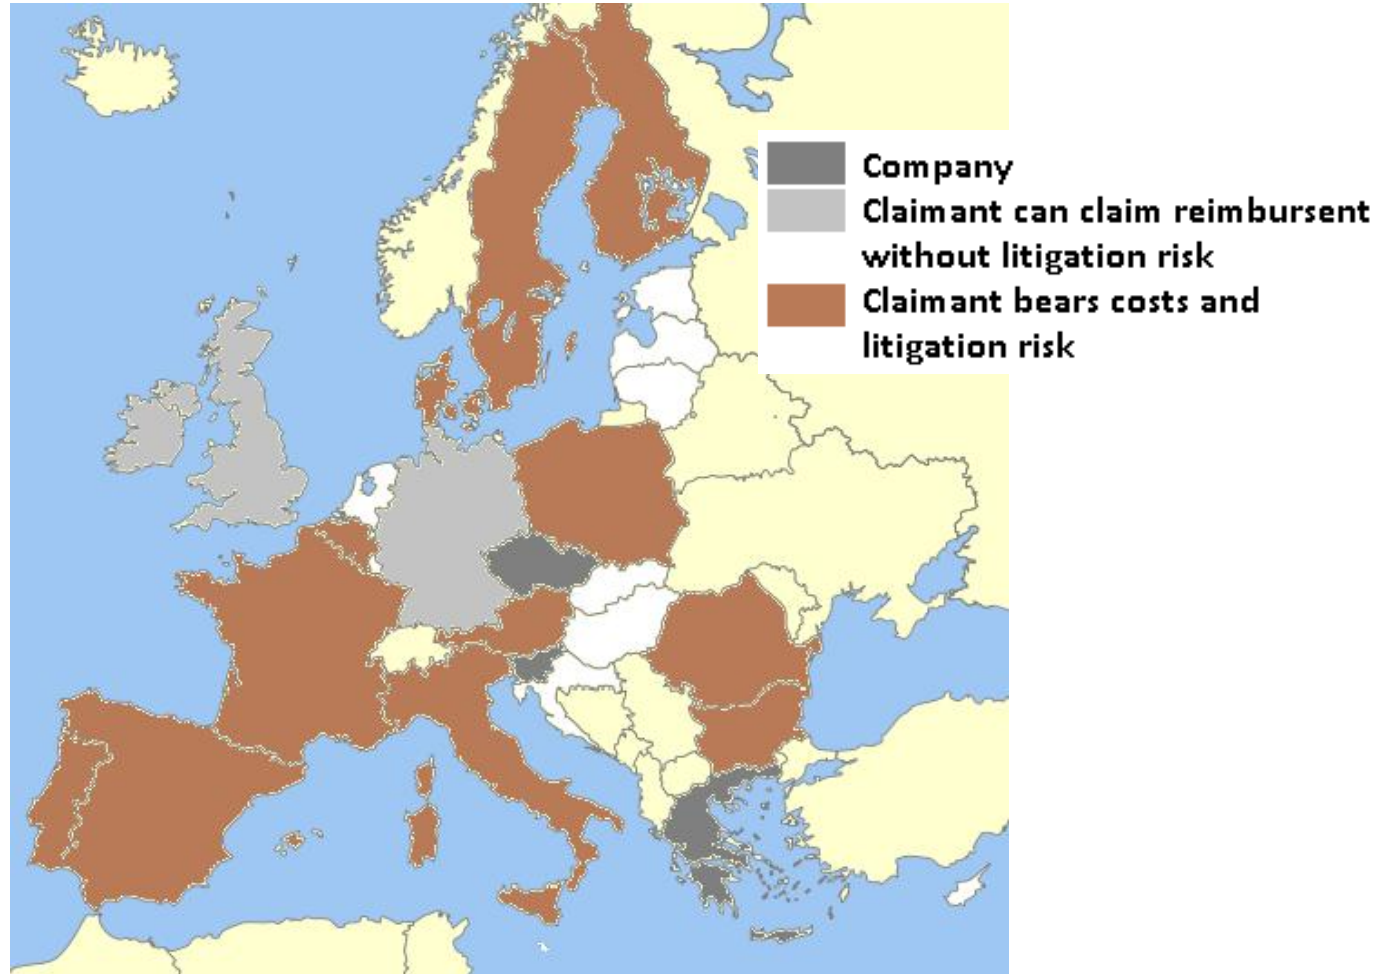 Company
Claimant can claim reimbursent
without litigation risk
Claimant bears costs and
litigation risk